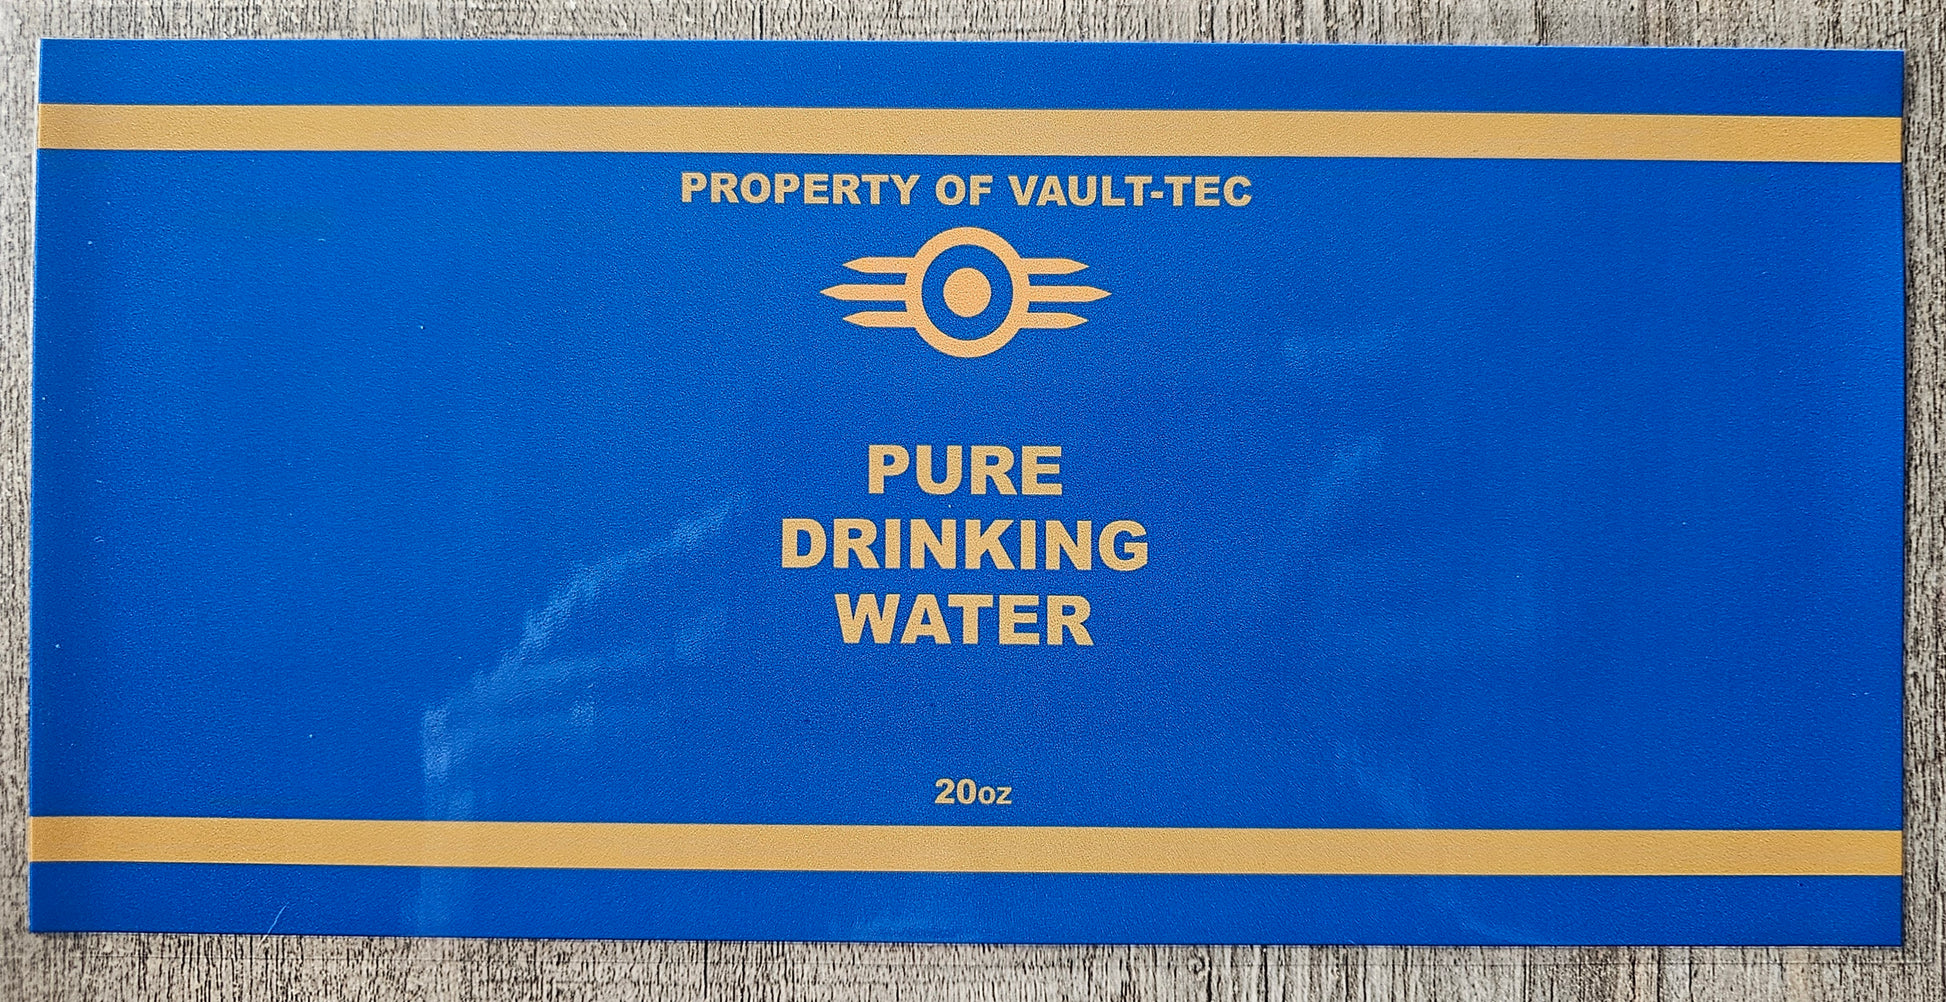 PROPERTY OF VAULT-TEC
PURE
DRINKING
WATER
20oz